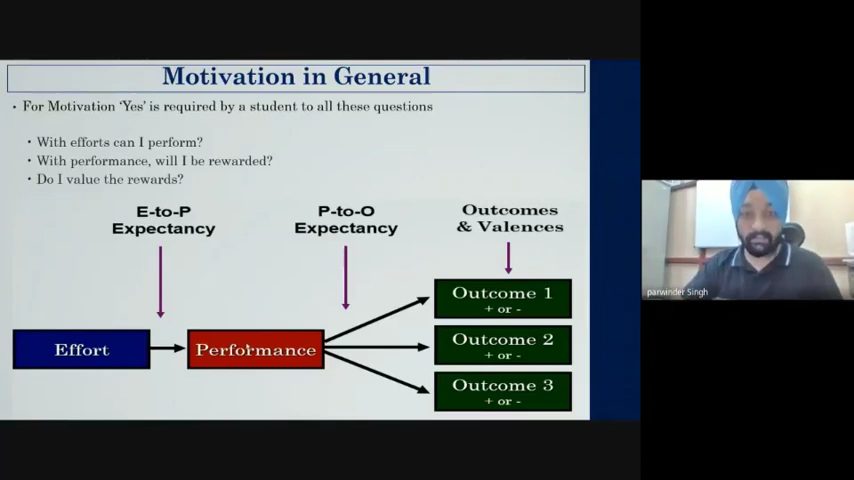 Motivation in General
• For Motivation 'Yes' is required by a student to all these questions
• With efforts can I perform?
• With performance, will I be rewarded?
• Do I value the rewards?
E-to-P
Expectancy
P-to-O
Expectancy
Outcomes
& Valences
Effort
Performance
Outcome 1
+ or -
Outcome 2
+ or -
Outcome 3
+ or -
parwinder Singh